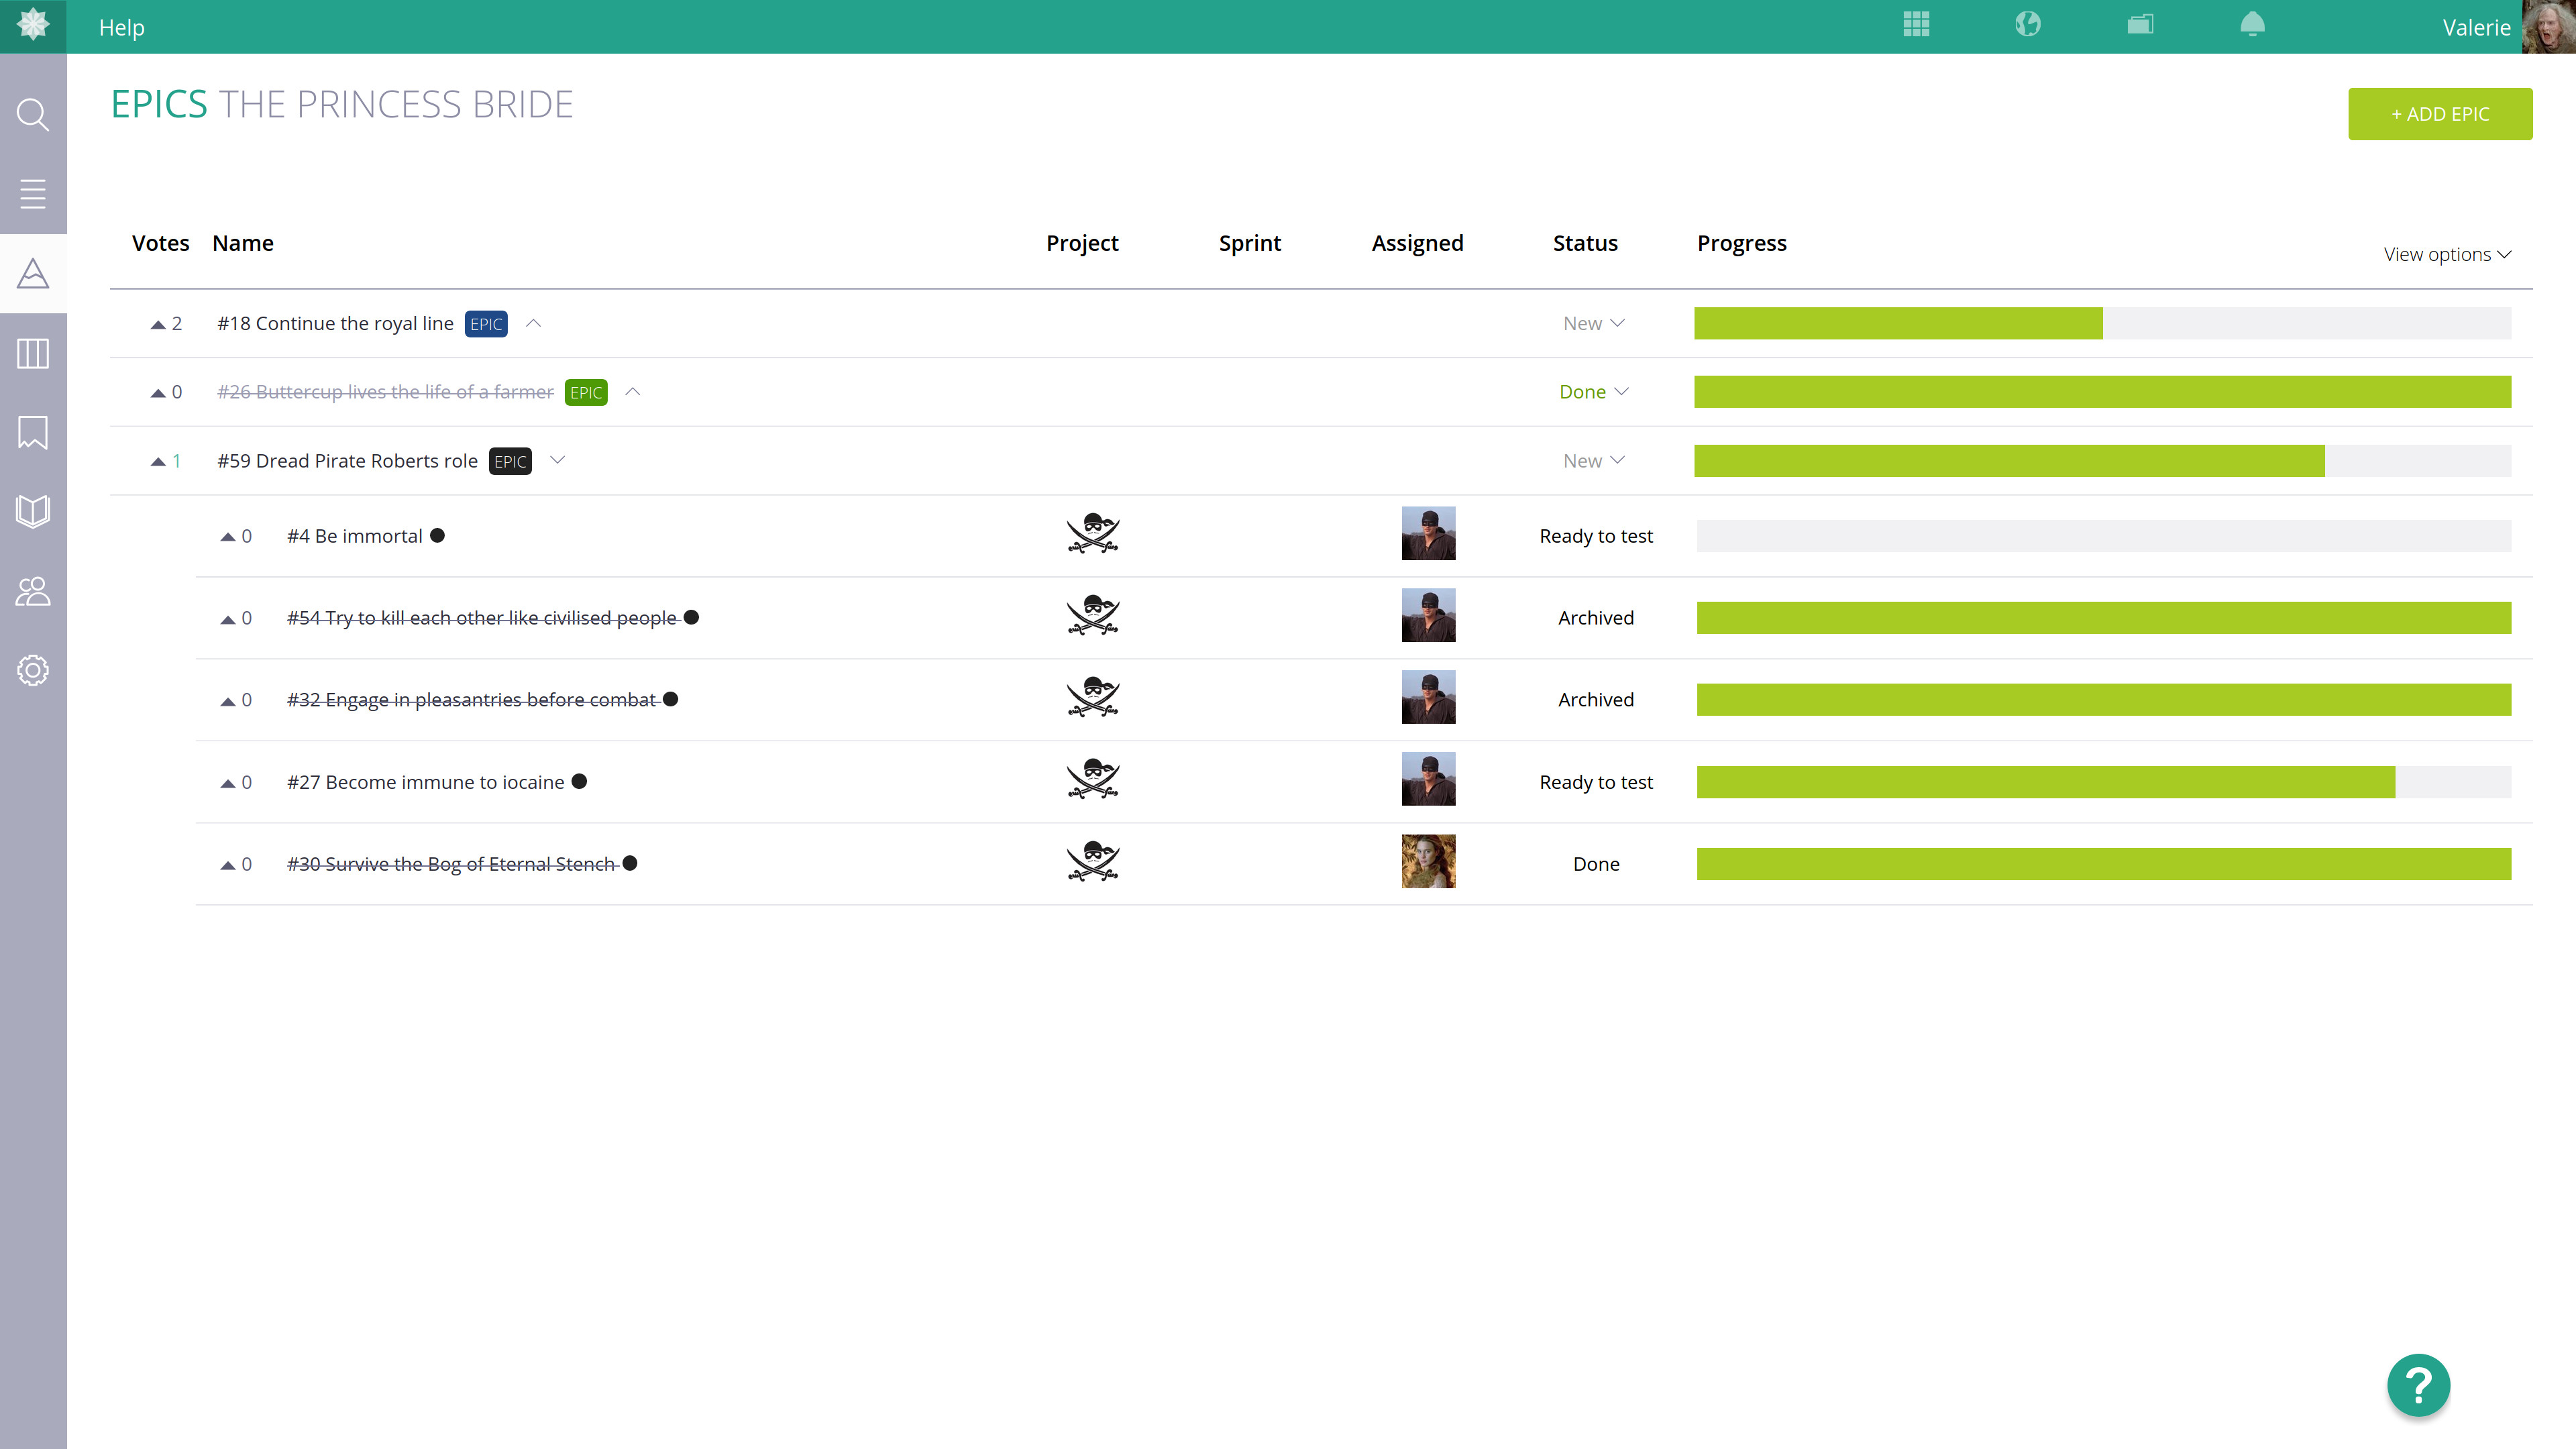 Help
Valerie
EPICS THE PRINCESS BRIDE
+ ADD EPIC
Votes Name Project Sprint Assigned Status Progress View options
2 #18 Continue the royal line EPIC New
0 #26 Buttercup lives the life of a farmer EPIC Done
1 #59 Dread Pirate Roberts role EPIC New
0 #4 Be immortal Ready to test
0 #54 Try to kill each other like civilised people Archived
0 #32 Engage in pleasantries before combat Archived
0 #27 Become immune to iocaine Ready to test
0 #30 Survive the Bog of Eternal Stench Done
?